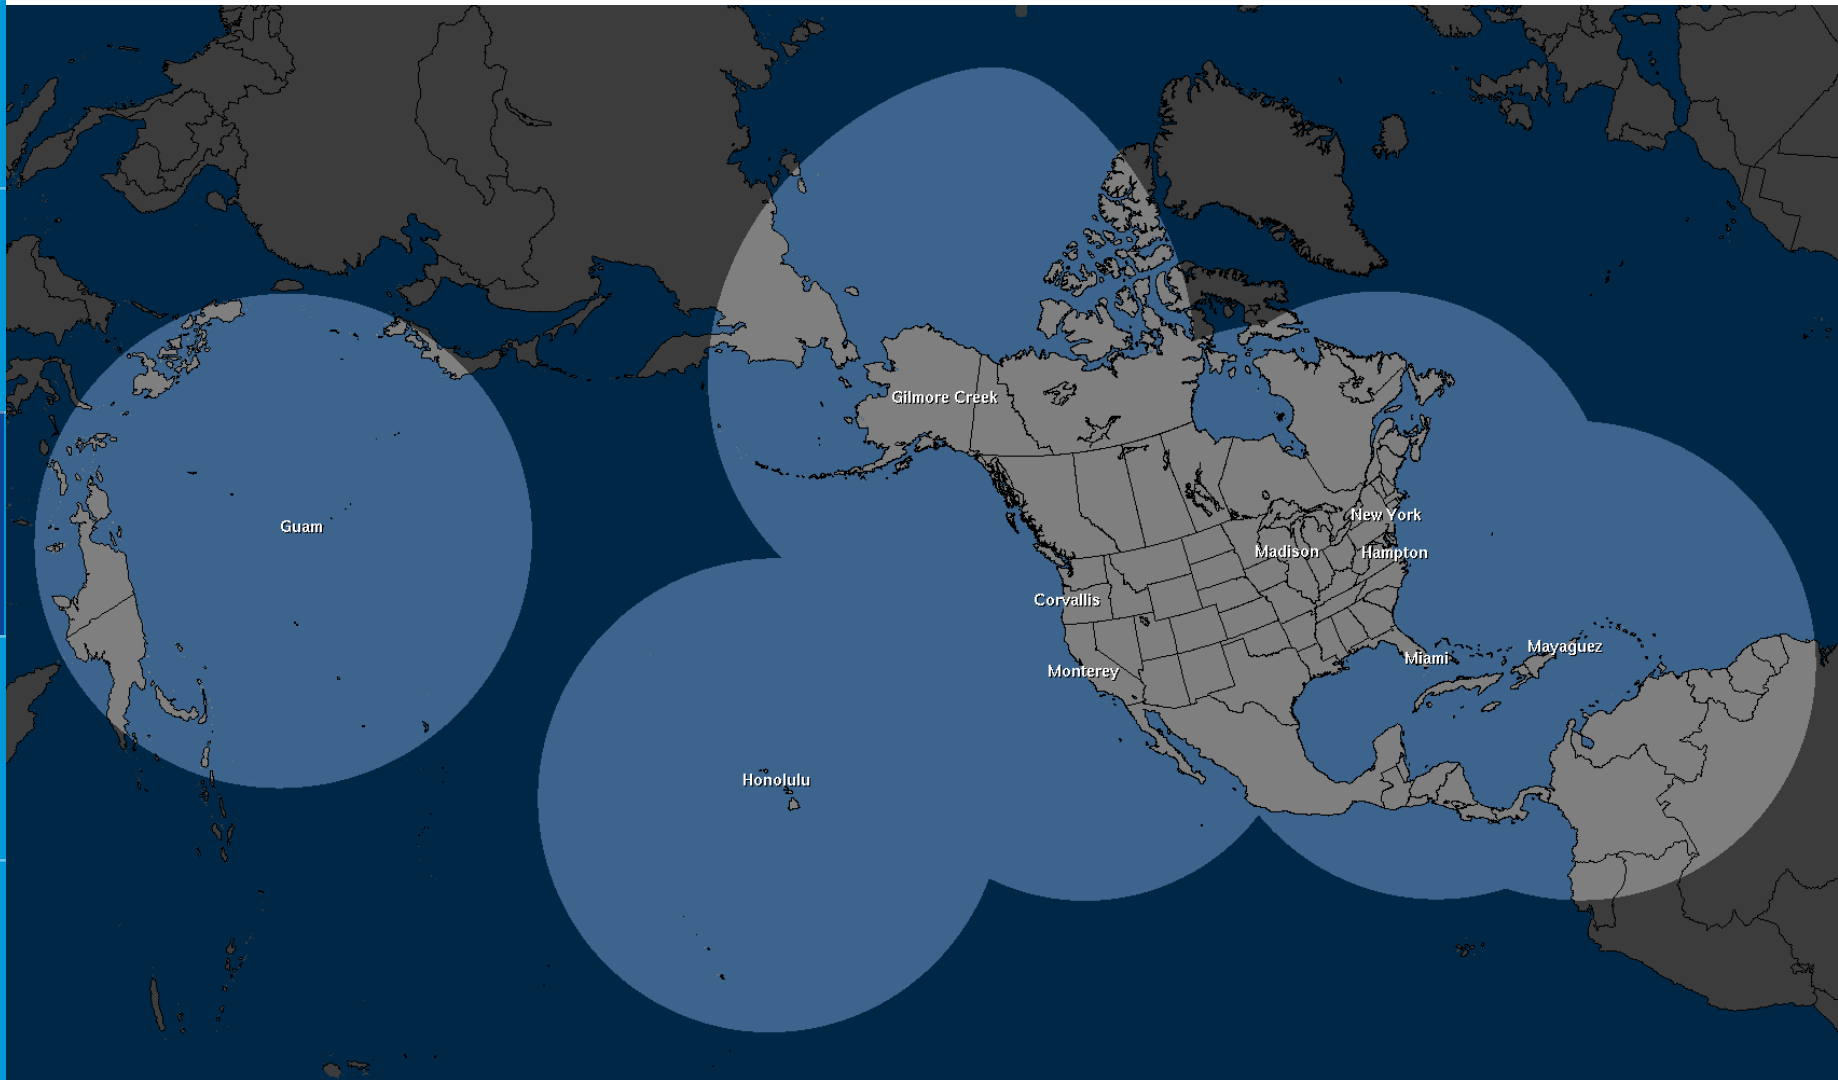 Gilmore Creek
New York
Guam
Madison
Hampton
Corvallis
Mayaguez
Miami
Monterey
Honolulu